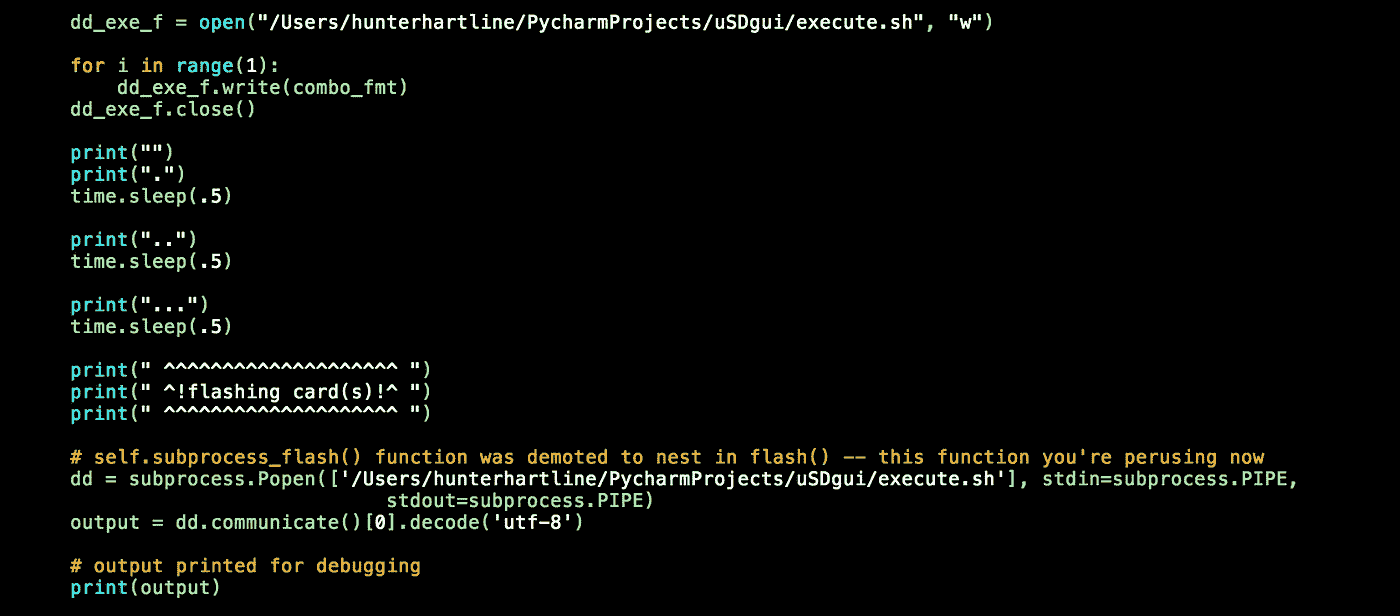 dd_exe_f = open("/Users/hunterhartline/PycharmProjects/uSDgui/execute.sh", "w")
for i in range(1):
    dd_exe_f.write(combo_fmt)
dd_exe_f.close()
print("")
print(".")
time.sleep(.5)
print("..")
time.sleep(.5)
print("...")
time.sleep(.5)
print(" ^^^^^^^^^^^^^^^^^^^^ ")
print(" ^!flashing card(s)!^ ")
print(" ^^^^^^^^^^^^^^^^^^^^ ")
# self.subprocess_flash() function was demoted to nest in flash() -- this function you're perusing now
dd = subprocess.Popen(['/Users/hunterhartline/PycharmProjects/uSDgui/execute.sh'], stdin=subprocess.PIPE,
                           stdout=subprocess.PIPE)
output = dd.communicate()[0].decode('utf-8')
# output printed for debugging
print(output)